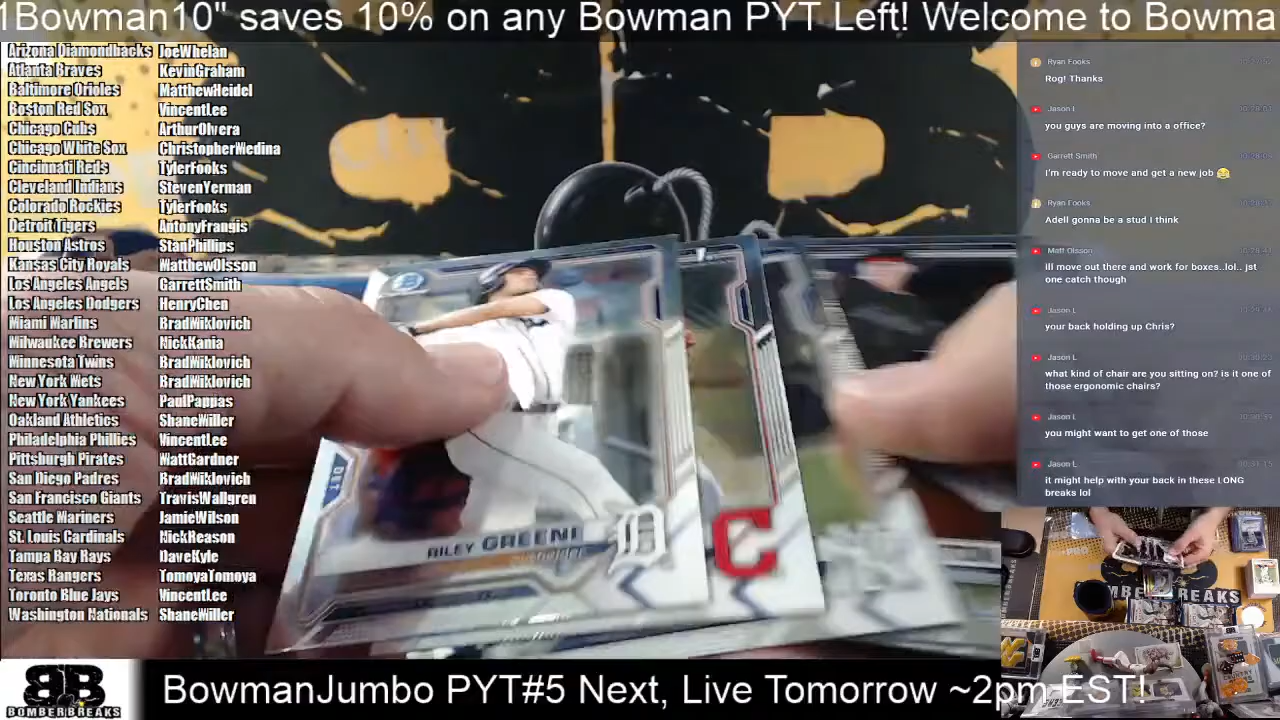 1Bowman10" saves 10% on any Bowman PYT Left! Welcome to Bowma
Arizona Diamondbacks JoeWhelan
Atlanta Braves KevinGraham
Baltimore Orioles MatthewHeidel
Boston Red Sox VincentLee
Chicago Cubs ArthurOlvera
Chicago White Sox ChristopherMedina
Cincinnati Reds TylerFooks
Cleveland Indians StevenYerman
Colorado Rockies TylerFooks
Detroit Tigers AntonyFrangis
Houston Astros StanPhillips
Kansas City Royals MatthewOlsson
Los Angeles Angels GarrettSmith
Los Angeles Dodgers HenryChen
Miami Marlins BradMiklovich
Milwaukee Brewers NickKania
Minnesota Twins BradMiklovich
New York Mets BradMiklovich
New York Yankees PaulPappas
Oakland Athletics ShaneMiller
Philadelphia Phillies VincentLee
Pittsburgh Pirates MattGardner
San Diego Padres BradMiklovich
San Francisco Giants TravisWallgren
Seattle Mariners JamieWilson
St. Louis Cardinals NickReason
Tampa Bay Rays DaveKyle
Texas Rangers TomoyaTomoya
Toronto Blue Jays VincentLee
Washington Nationals ShaneMiller
DET
RILEY GREENE
D
C
Ryan Fooks
Rog! Thanks
Jason L
you guys are moving into a office?
Garrett Smith
I'm ready to move and get a new job 😂
Ryan Fooks
Adell gonna be a stud I think
Matt Olsson
ill move out there and work for boxes..lol.. jst
one catch though
Jason L
your back holding up Chris?
Jason L
what kind of chair are you sitting on? is it one of
those ergonomic chairs?
Jason L
you might want to get one of those
Jason L
it might help with your back in these LONG
breaks lol
BREAKS
BB
BOMBERBREAKS
BowmanJumbo PYT#5 Next, Live Tomorrow ~2pm EST!